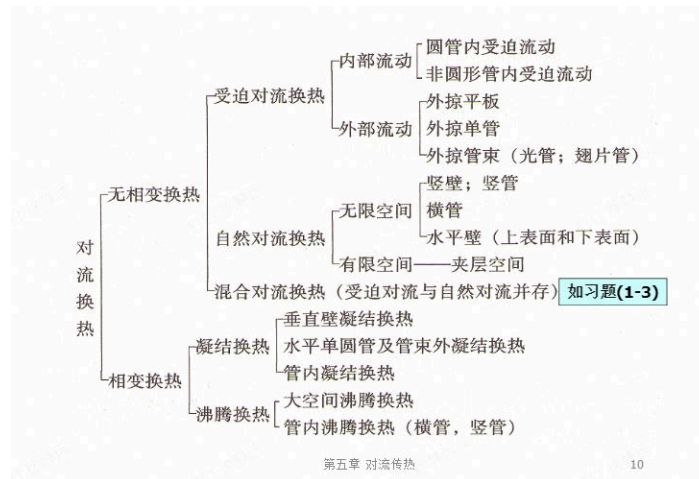 内部流动
圆管内受迫流动
非圆形管内受迫流动
受迫对流换热
外部流动
外掠平板
外掠单管
外掠管束（光管；翅片管）
无相变换热
竖壁；竖管
无限空间
横管
自然对流换热
水平壁（上表面和下表面）
有限空间——夹层空间
混合对流换热（受迫对流与自然对流并存） 如习题(1-3)
对流换热
垂直壁凝结换热
凝结换热
水平单圆管及管束外凝结换热
管内凝结换热
相变换热
大空间沸腾换热
沸腾换热
管内沸腾换热（横管，竖管）
第五章 对流传热
10